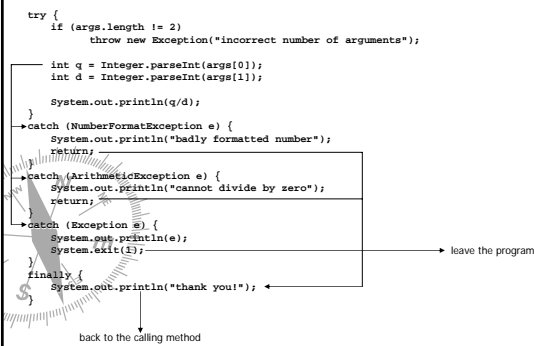 try {
    if (args.length != 2)
        throw new Exception("incorrect number of arguments");
    int q = Integer.parseInt(args[0]);
    int d = Integer.parseInt(args[1]);
    System.out.println(q/d);
}
catch (NumberFormatException e) {
    System.out.println("badly formatted number");
    return;
}
catch (ArithmeticException e) {
    System.out.println("cannot divide by zero");
    return;
}
catch (Exception e) {
    System.out.println(e);
    System.exit(1);
leave the program
}
finally {
    System.out.println("thank you!");
}
back to the calling method
NW
N
E
S